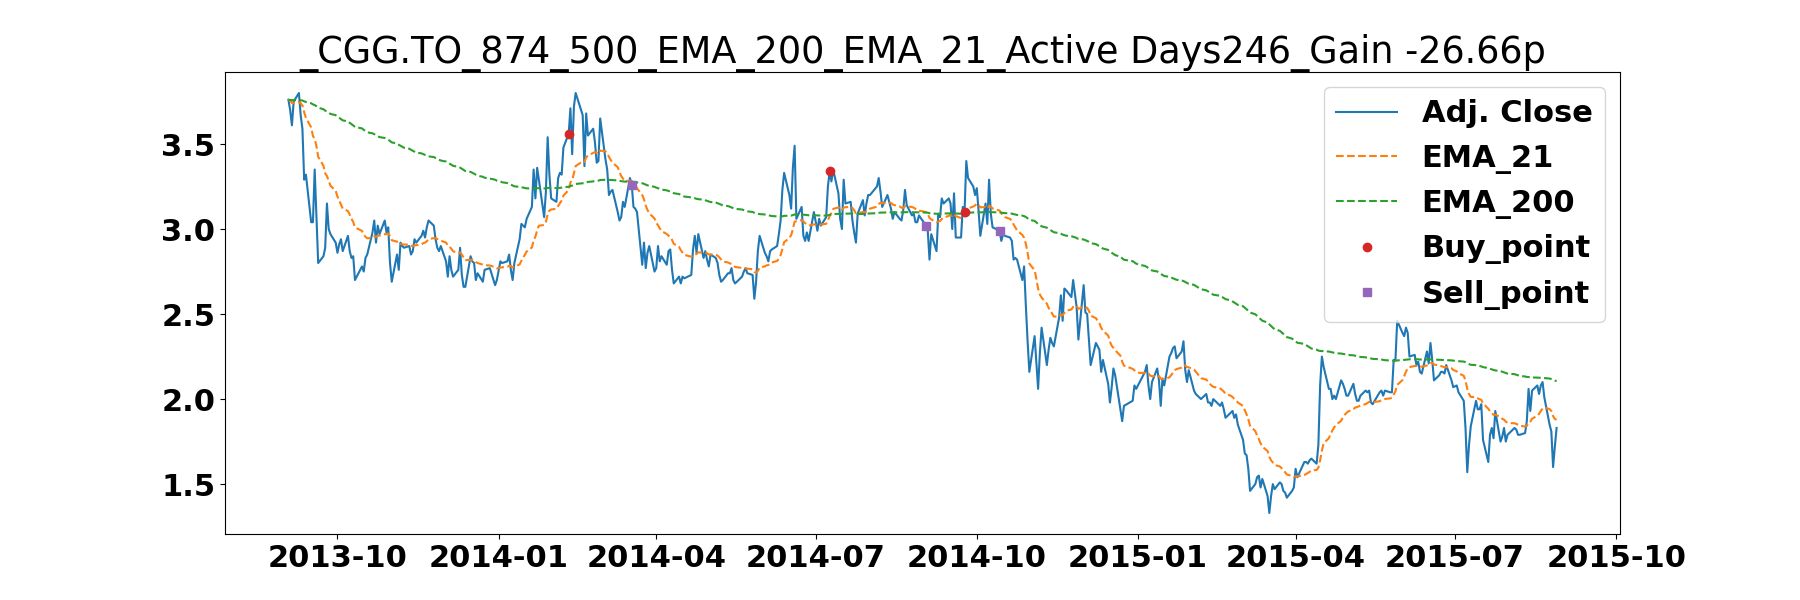 _CGG.TO_874_500_EMA_200_EMA_21_Active Days246_Gain -26.66p
3.5
3.0
2.5
2.0
1.5
Adj. Close
EMA_21
EMA_200
Buy_point
Sell_point
2013-10 2014-01 2014-04 2014-07 2014-10 2015-01 2015-04 2015-07 2015-10